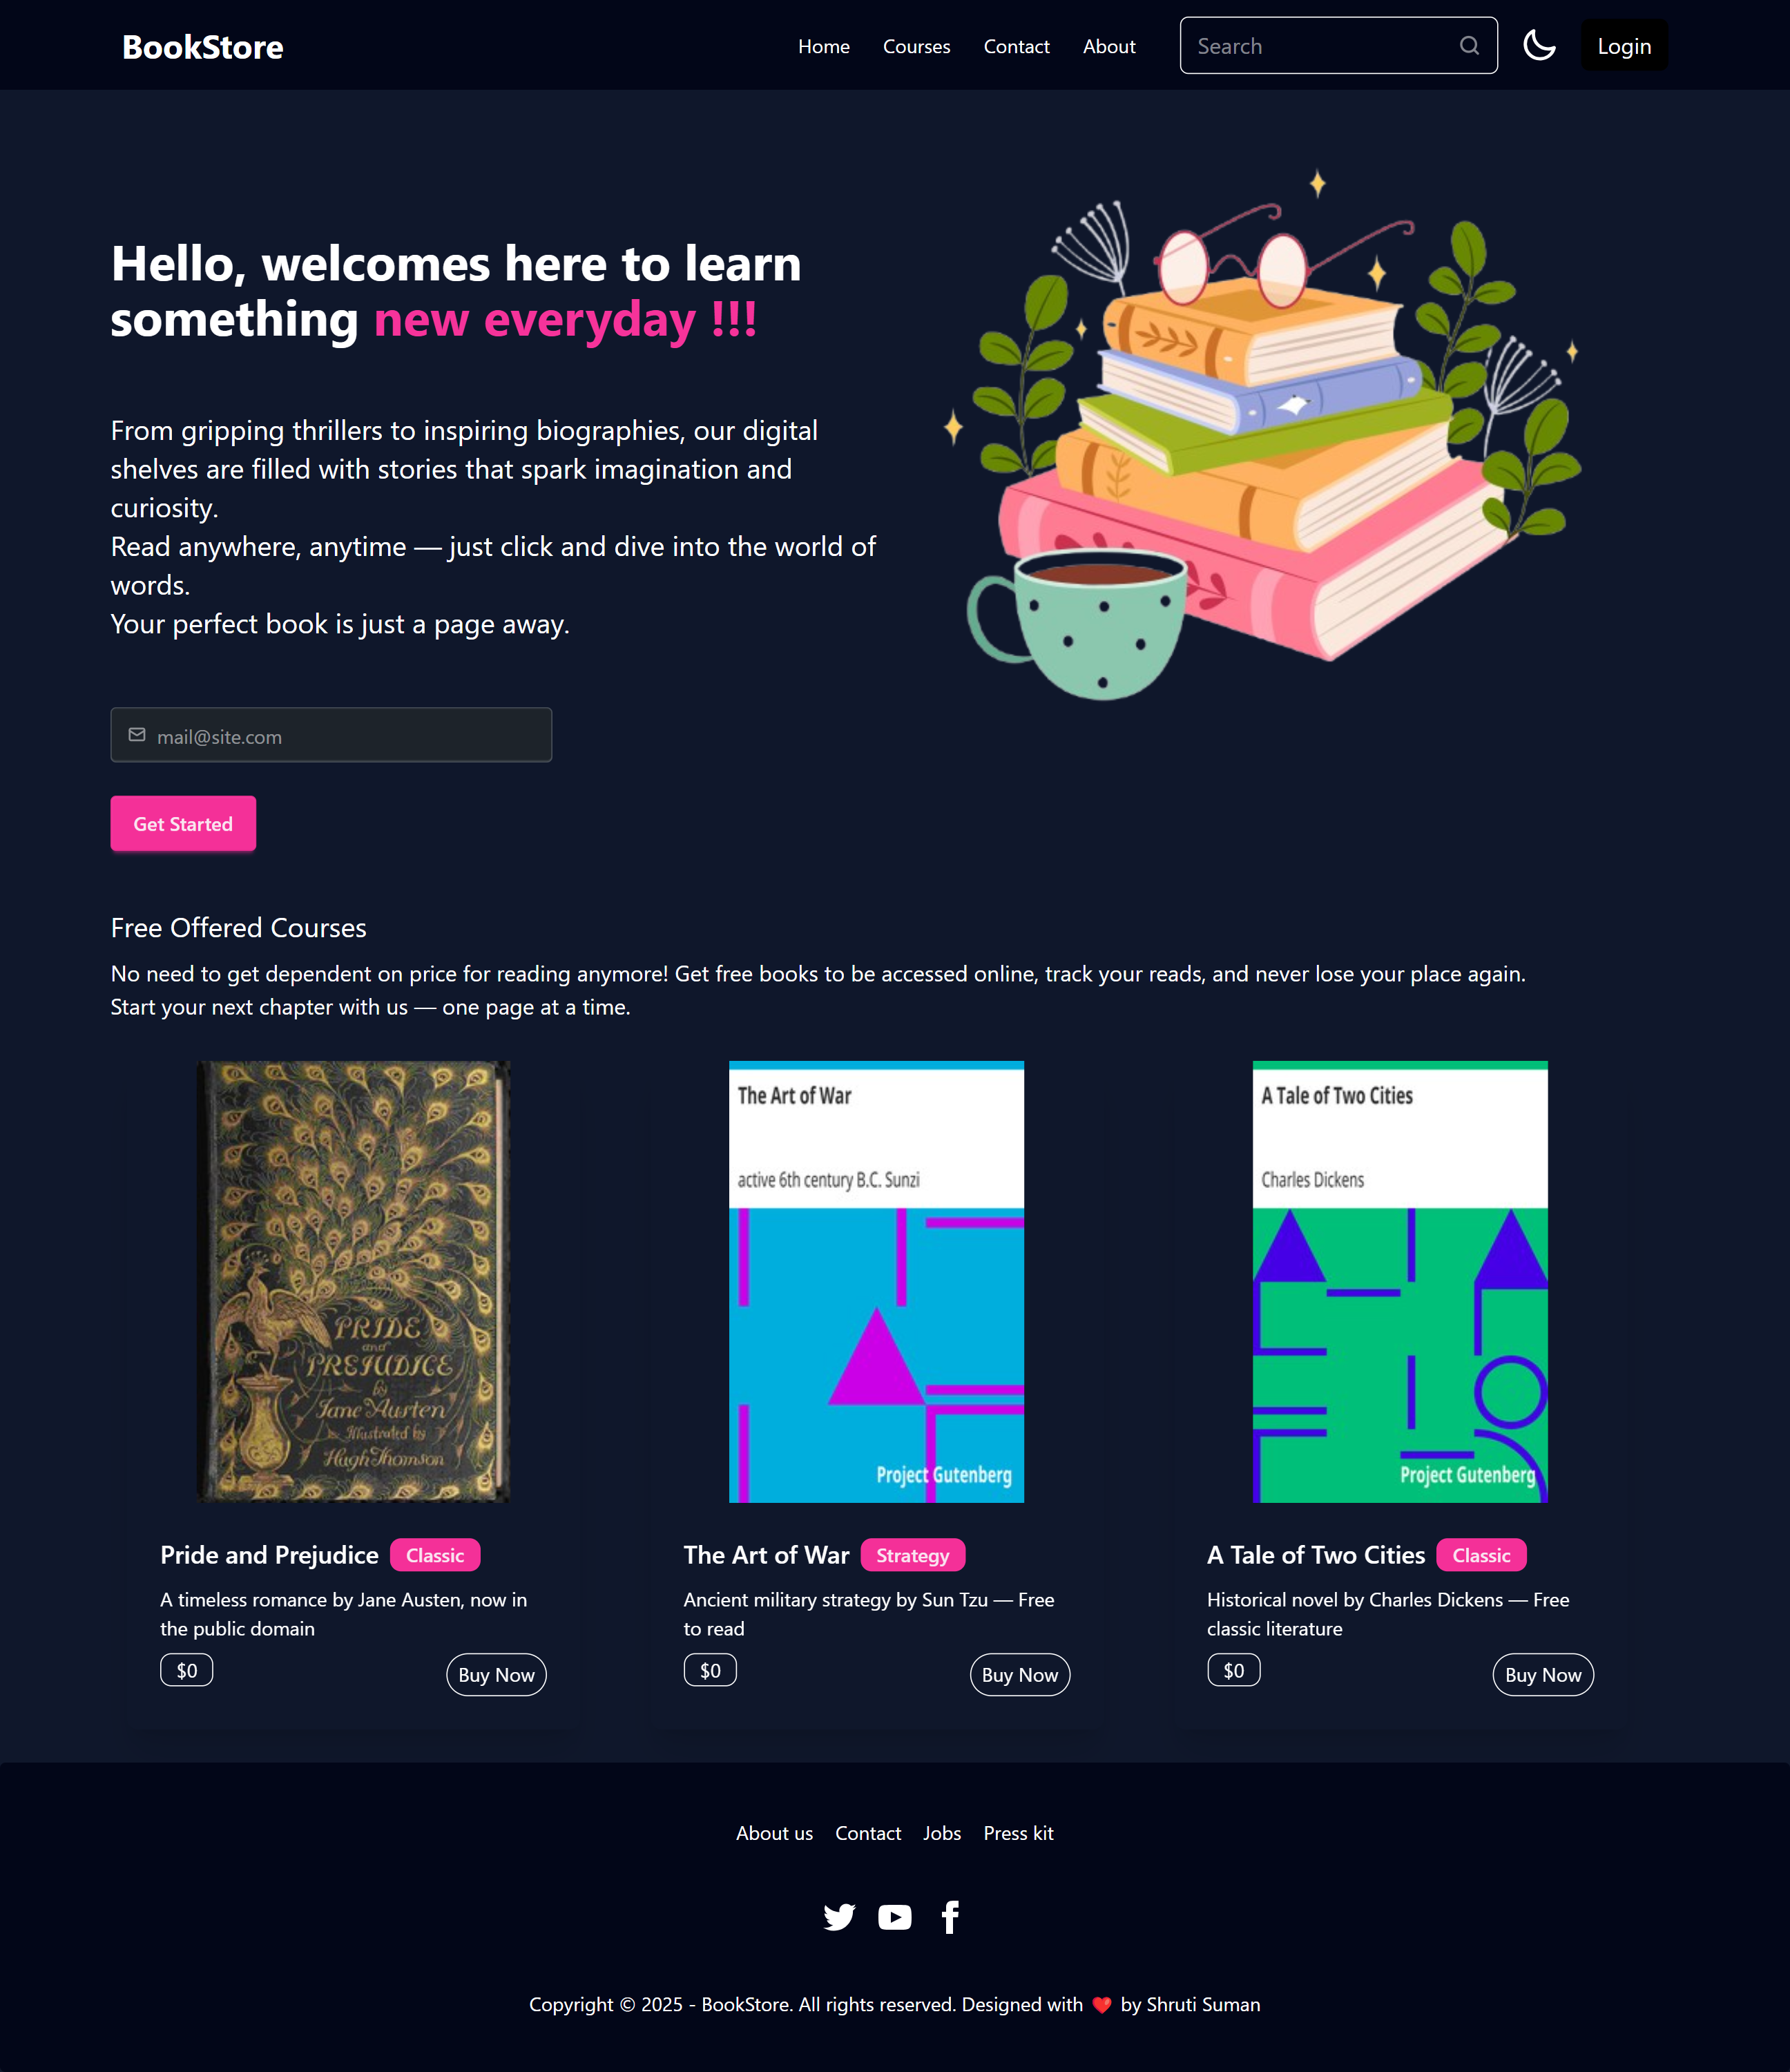 BookStore
Home Courses Contact About Search Login
Hello, welcomes here to learn
something new everyday !!!
From gripping thrillers to inspiring biographies, our digital
shelves are filled with stories that spark imagination and
curiosity.
Read anywhere, anytime — just click and dive into the world of
words.
Your perfect book is just a page away.
mail@site.com
Get Started
Free Offered Courses
No need to get dependent on price for reading anymore! Get free books to be accessed online, track your reads, and never lose your place again.
Start your next chapter with us — one page at a time.
PRIDE
and
PREJUDICE
by
Jane Austen
Illustrated by
Hugh Thomson
Pride and Prejudice Classic
A timeless romance by Jane Austen, now in
the public domain
$0 Buy Now
The Art of War
active 6th century B.C. Sunzi
Project Gutenberg
The Art of War Strategy
Ancient military strategy by Sun Tzu — Free
to read
$0 Buy Now
A Tale of Two Cities
Charles Dickens
Project Gutenberg
A Tale of Two Cities Classic
Historical novel by Charles Dickens — Free
classic literature
$0 Buy Now
About us Contact Jobs Press kit
Copyright © 2025 - BookStore. All rights reserved. Designed with ❤️ by Shruti Suman